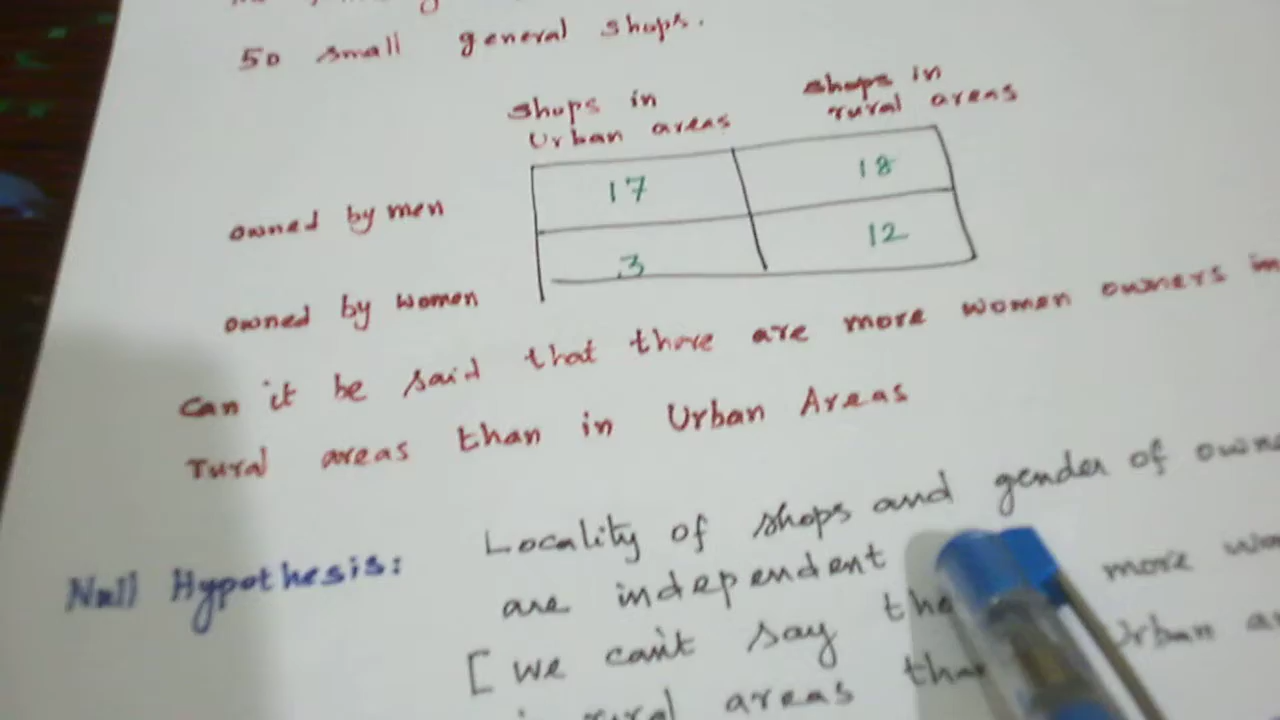 50 small general shops.
shops in Urban areas
shops in rural areas
owned by men 17 18
owned by women 3 12
can it be said that there are more women owners in
rural areas than in Urban Areas
Null Hypothesis: Locality of shops and gender of
are independent
[ we can't say more
rural areas Urban